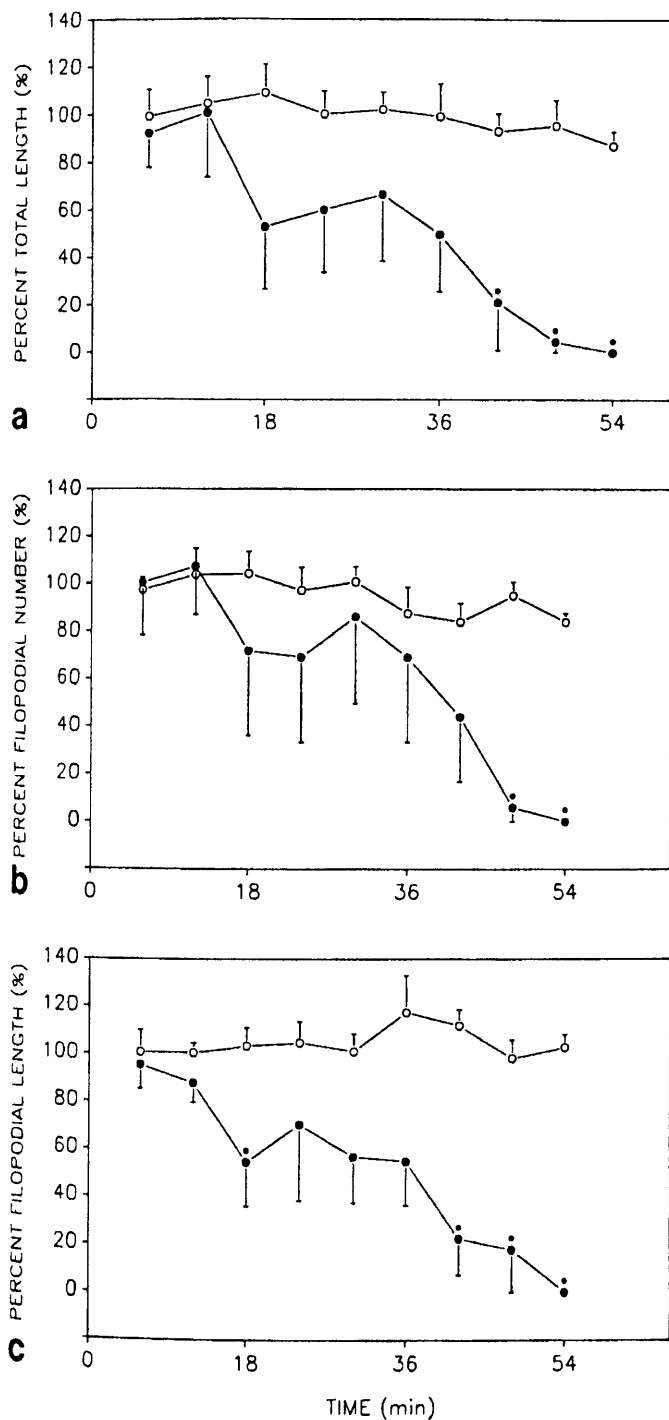 140
120
100
80
60
40
20
0
PERCENT TOTAL LENGTH (%)
a
0 18 36 54
140
120
100
80
60
40
20
0
PERCENT FILOPODIAL NUMBER (%)
b
0 18 36 54
140
120
100
80
60
40
20
0
PERCENT FILOPODIAL LENGTH (%)
c
0 18 36 54
TIME (min)